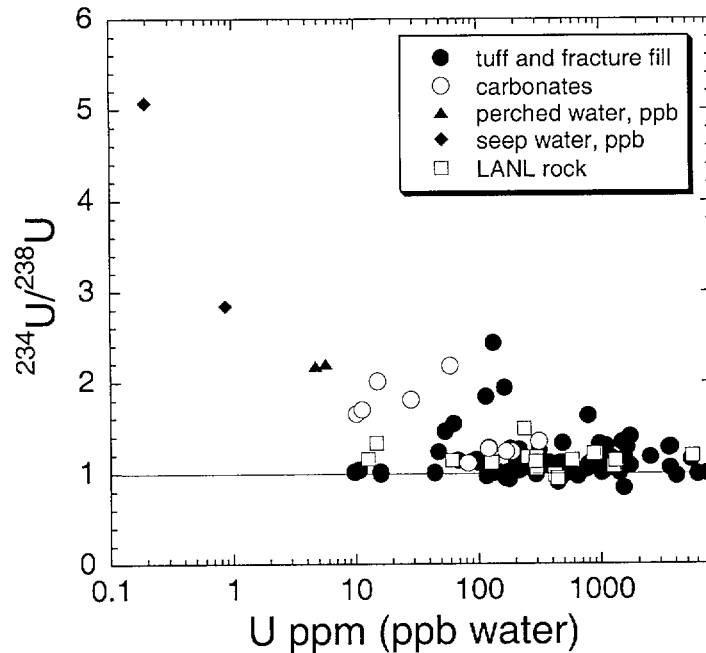 6
5
4
3
2
1
0
²³⁴U/²³⁸U
tuff and fracture fill
carbonates
perched water, ppb
seep water, ppb
LANL rock
0.1 1 10 100 1000
U ppm (ppb water)